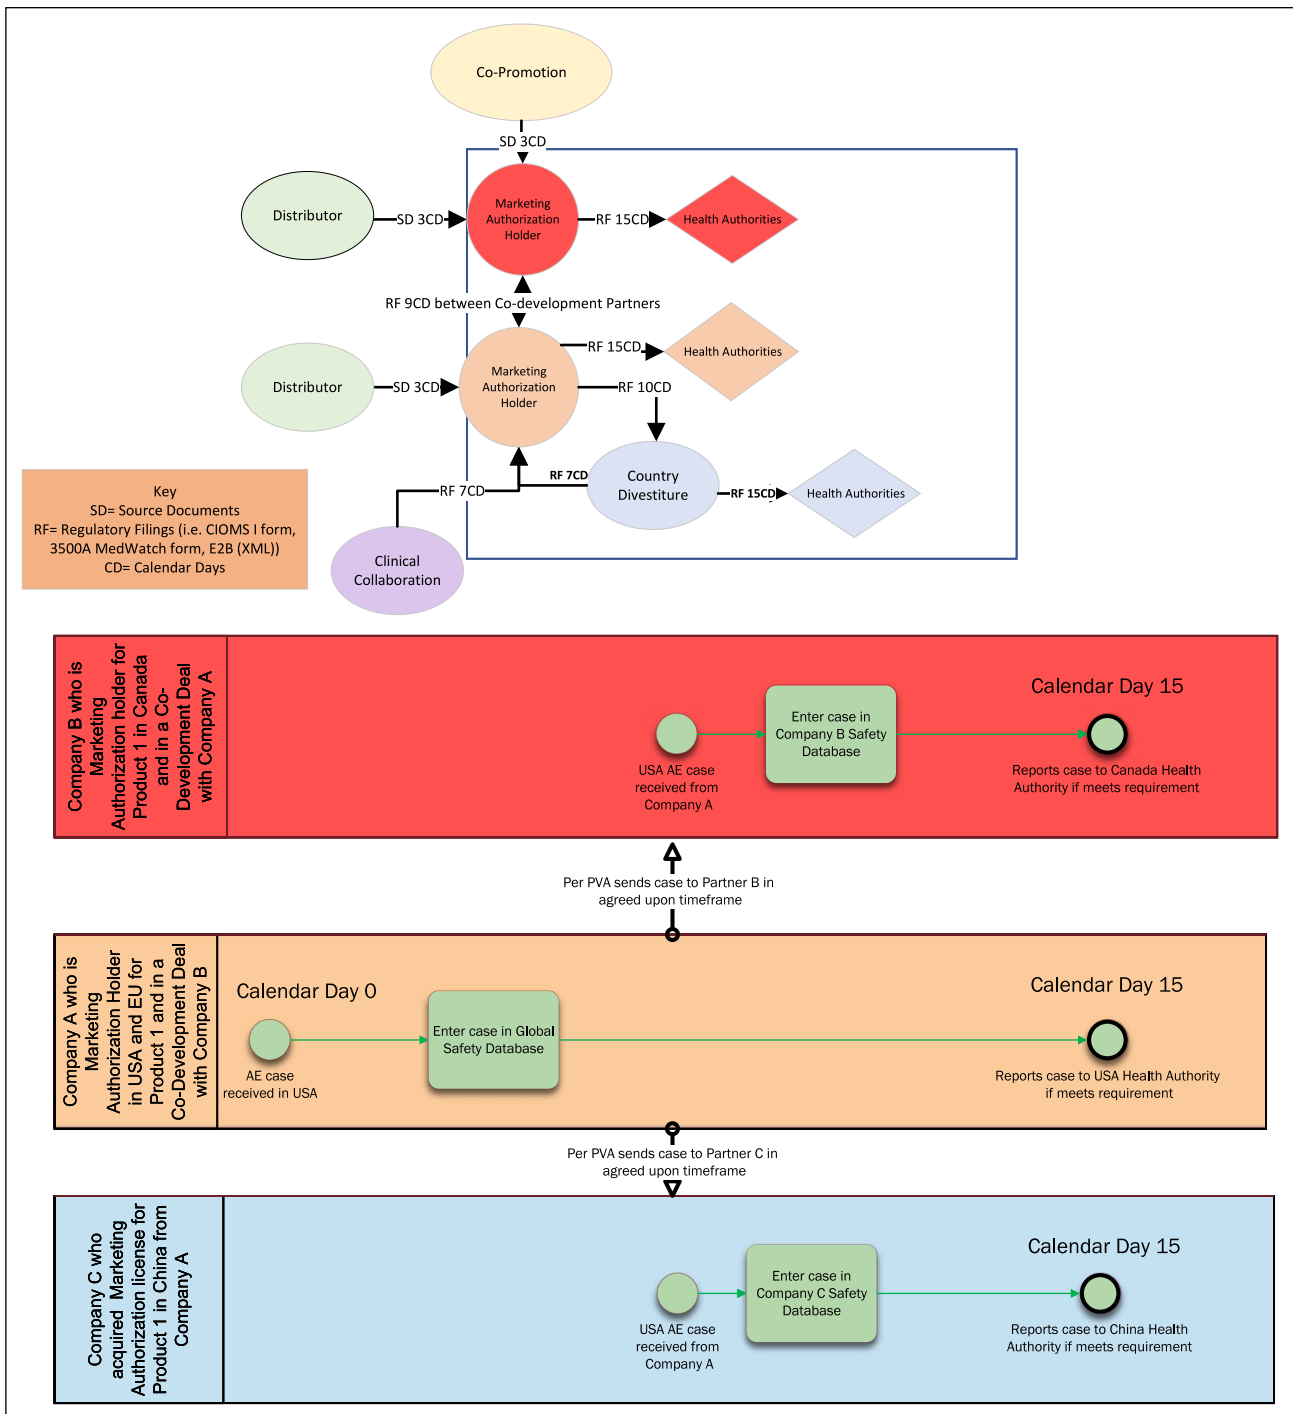 Co-Promotion
SD 3CD
Distributor
SD 3CD
Marketing
Authorization
Holder
RF 15CD
Health Authorities
RF 9CD between Co-development Partners
Distributor
SD 3CD
Marketing
Authorization
Holder
RF 15CD
Health Authorities
RF 10CD
RF 7CD
Country
Divestiture
RF 15CD
Health Authorities
RF 7CD
Clinical
Collaboration
Key
SD= Source Documents
RF= Regulatory Filings (i.e. CIOMS I form,
3500A MedWatch form, E2B (XML))
CD= Calendar Days
Company B who is
Marketing
Authorization holder for
Product 1 in Canada
and in a Co-
Development Deal
with Company A
USA AE case
received from
Company A
Enter case in
Company B Safety
Database
Calendar Day 15
Reports case to Canada Health
Authority if meets requirement
Per PVA sends case to Partner B in
agreed upon timeframe
Company A who is
Marketing
Authorization Holder
in USA and EU for
Product 1 and in a
Co-Development Deal
with Company B
Calendar Day 0
AE case
received in USA
Enter case in Global
Safety Database
Calendar Day 15
Reports case to USA Health Authority
if meets requirement
Per PVA sends case to Partner C in
agreed upon timeframe
Company C who
acquired Marketing
Authorization license for
Product 1 in China from
Company A
USA AE case
received from
Company A
Enter case in
Company C Safety
Database
Calendar Day 15
Reports case to China Health
Authority if meets requirement